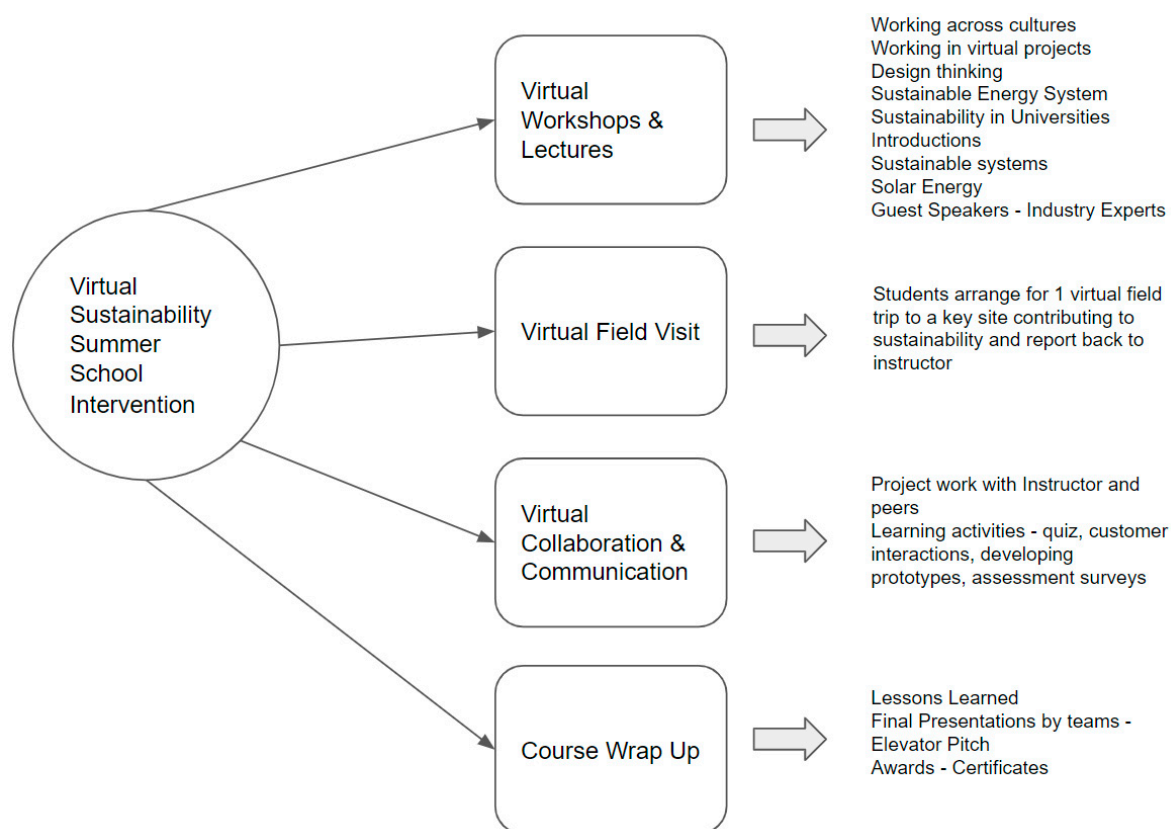 Virtual
Sustainability
Summer
School
Intervention
Virtual
Workshops &
Lectures
Working across cultures
Working in virtual projects
Design thinking
Sustainable Energy System
Sustainability in Universities
Introductions
Sustainable systems
Solar Energy
Guest Speakers - Industry Experts
Virtual Field Visit
Students arrange for 1 virtual field
trip to a key site contributing to
sustainability and report back to
instructor
Virtual
Collaboration &
Communication
Project work with Instructor and
peers
Learning activities - quiz, customer
interactions, developing
prototypes, assessment surveys
Course Wrap Up
Lessons Learned
Final Presentations by teams -
Elevator Pitch
Awards - Certificates